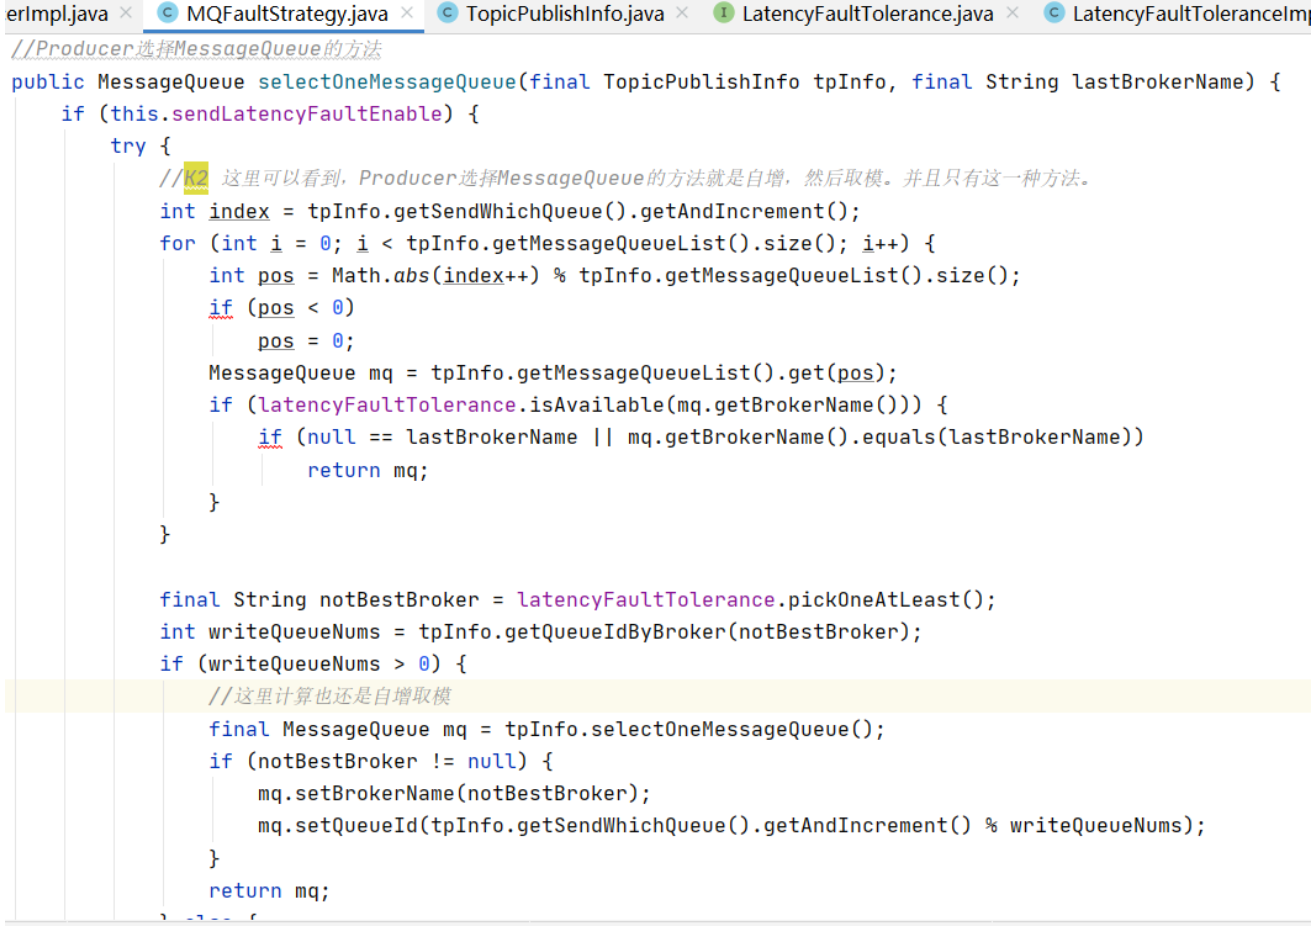 erImpl.java × C MQFaultStrategy.java × C TopicPublishInfo.java × I LatencyFaultTolerance.java × C LatencyFaultToleranceImp
//Producer选择MessageQueue的方法
public MessageQueue selectOneMessageQueue(final TopicPublishInfo tpInfo, final String lastBrokerName) {
if (this.sendLatencyFaultEnable) {
try {
//K2 这里可以看到，Producer选择MessageQueue的方法就是自增，然后取模。并且只有这一种方法。
int index = tpInfo.getSendWhichQueue().getAndIncrement();
for (int i = 0; i < tpInfo.getMessageQueueList().size(); i++) {
int pos = Math.abs(index++) % tpInfo.getMessageQueueList().size();
if (pos < 0)
pos = 0;
MessageQueue mq = tpInfo.getMessageQueueList().get(pos);
if (latencyFaultTolerance.isAvailable(mq.getBrokerName())) {
if (null == lastBrokerName || mq.getBrokerName().equals(lastBrokerName))
return mq;
}
}
final String notBestBroker = latencyFaultTolerance.pickOneAtLeast();
int writeQueueNums = tpInfo.getQueueIdByBroker(notBestBroker);
if (writeQueueNums > 0) {
//这里计算也还是自增取模
final MessageQueue mq = tpInfo.selectOneMessageQueue();
if (notBestBroker != null) {
mq.setBrokerName(notBestBroker);
mq.setQueueId(tpInfo.getSendWhichQueue().getAndIncrement() % writeQueueNums);
}
return mq;
} else {